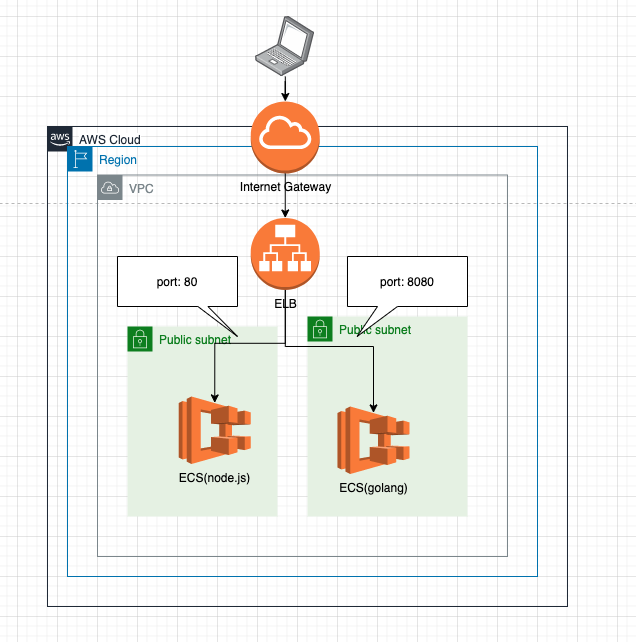 aws
AWS Cloud
Region
Internet Gateway
VPC
port: 80
port: 8080
ELB
Public subnet
Public subnet
ECS(node.js)
ECS(golang)